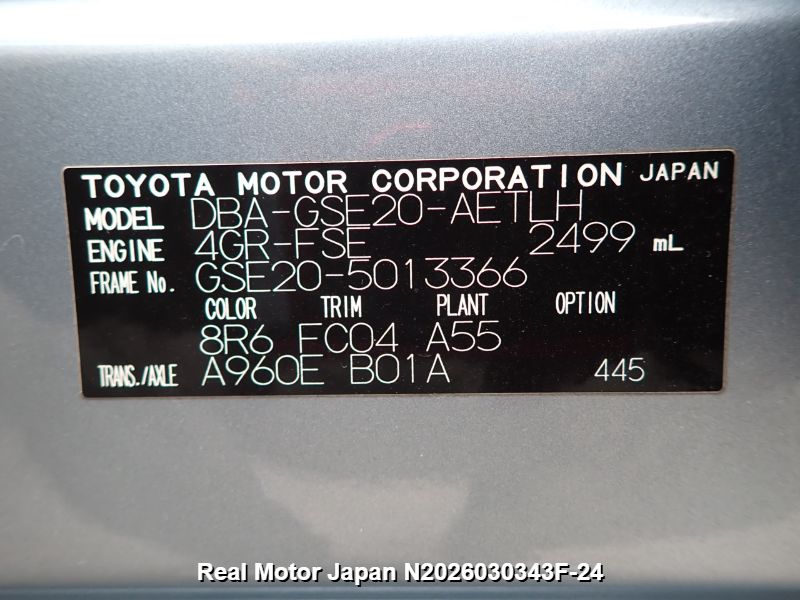 TOYOTA MOTOR CORPORATION JAPAN
MODEL DBA-GSE20-AETLH
ENGINE 4GR-FSE 2499 mL
FRAME No. GSE20-5013366
COLOR TRIM PLANT OPTION
8R6 FC04 A55
TRANS./AXLE A960E B01A 445
Real Motor Japan N2026030343F-24